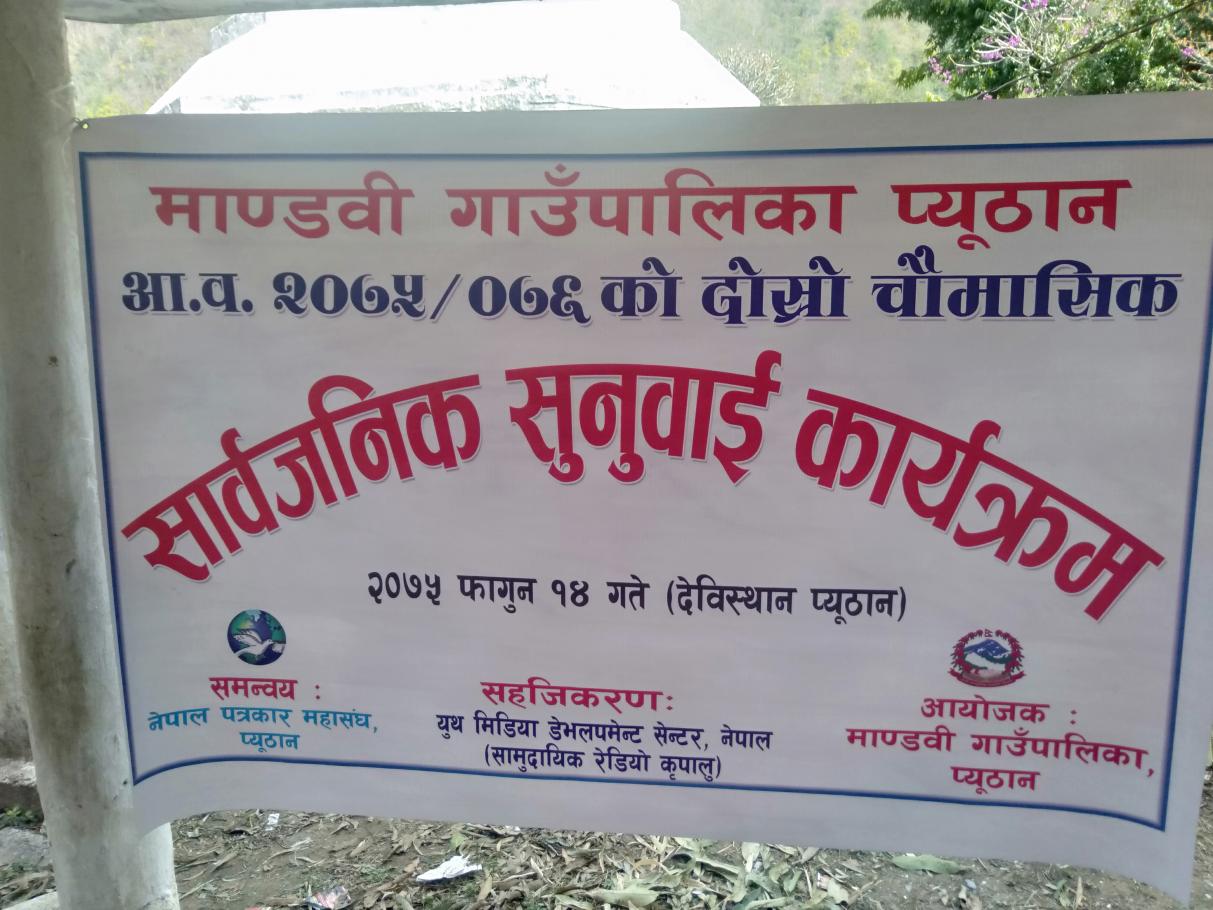 माण्डवी गाउँपालिका प्यूठान
आ.व. २०७५/०७६ को दोस्रो चौमासिक
सार्वजनिक सुनुवाई कार्यक्रम
२०७५ फागुन १४ गते (देविस्थान प्यूठान)
समन्वय :
नेपाल पत्रकार महासंघ,
प्यूठान
सहजिकरण:
युथ मिडिया डेभलपमेन्ट सेन्टर, नेपाल
(सामुदायिक रेडियो कृपालु)
आयोजक :
माण्डवी गाउँपालिका,
प्यूठान